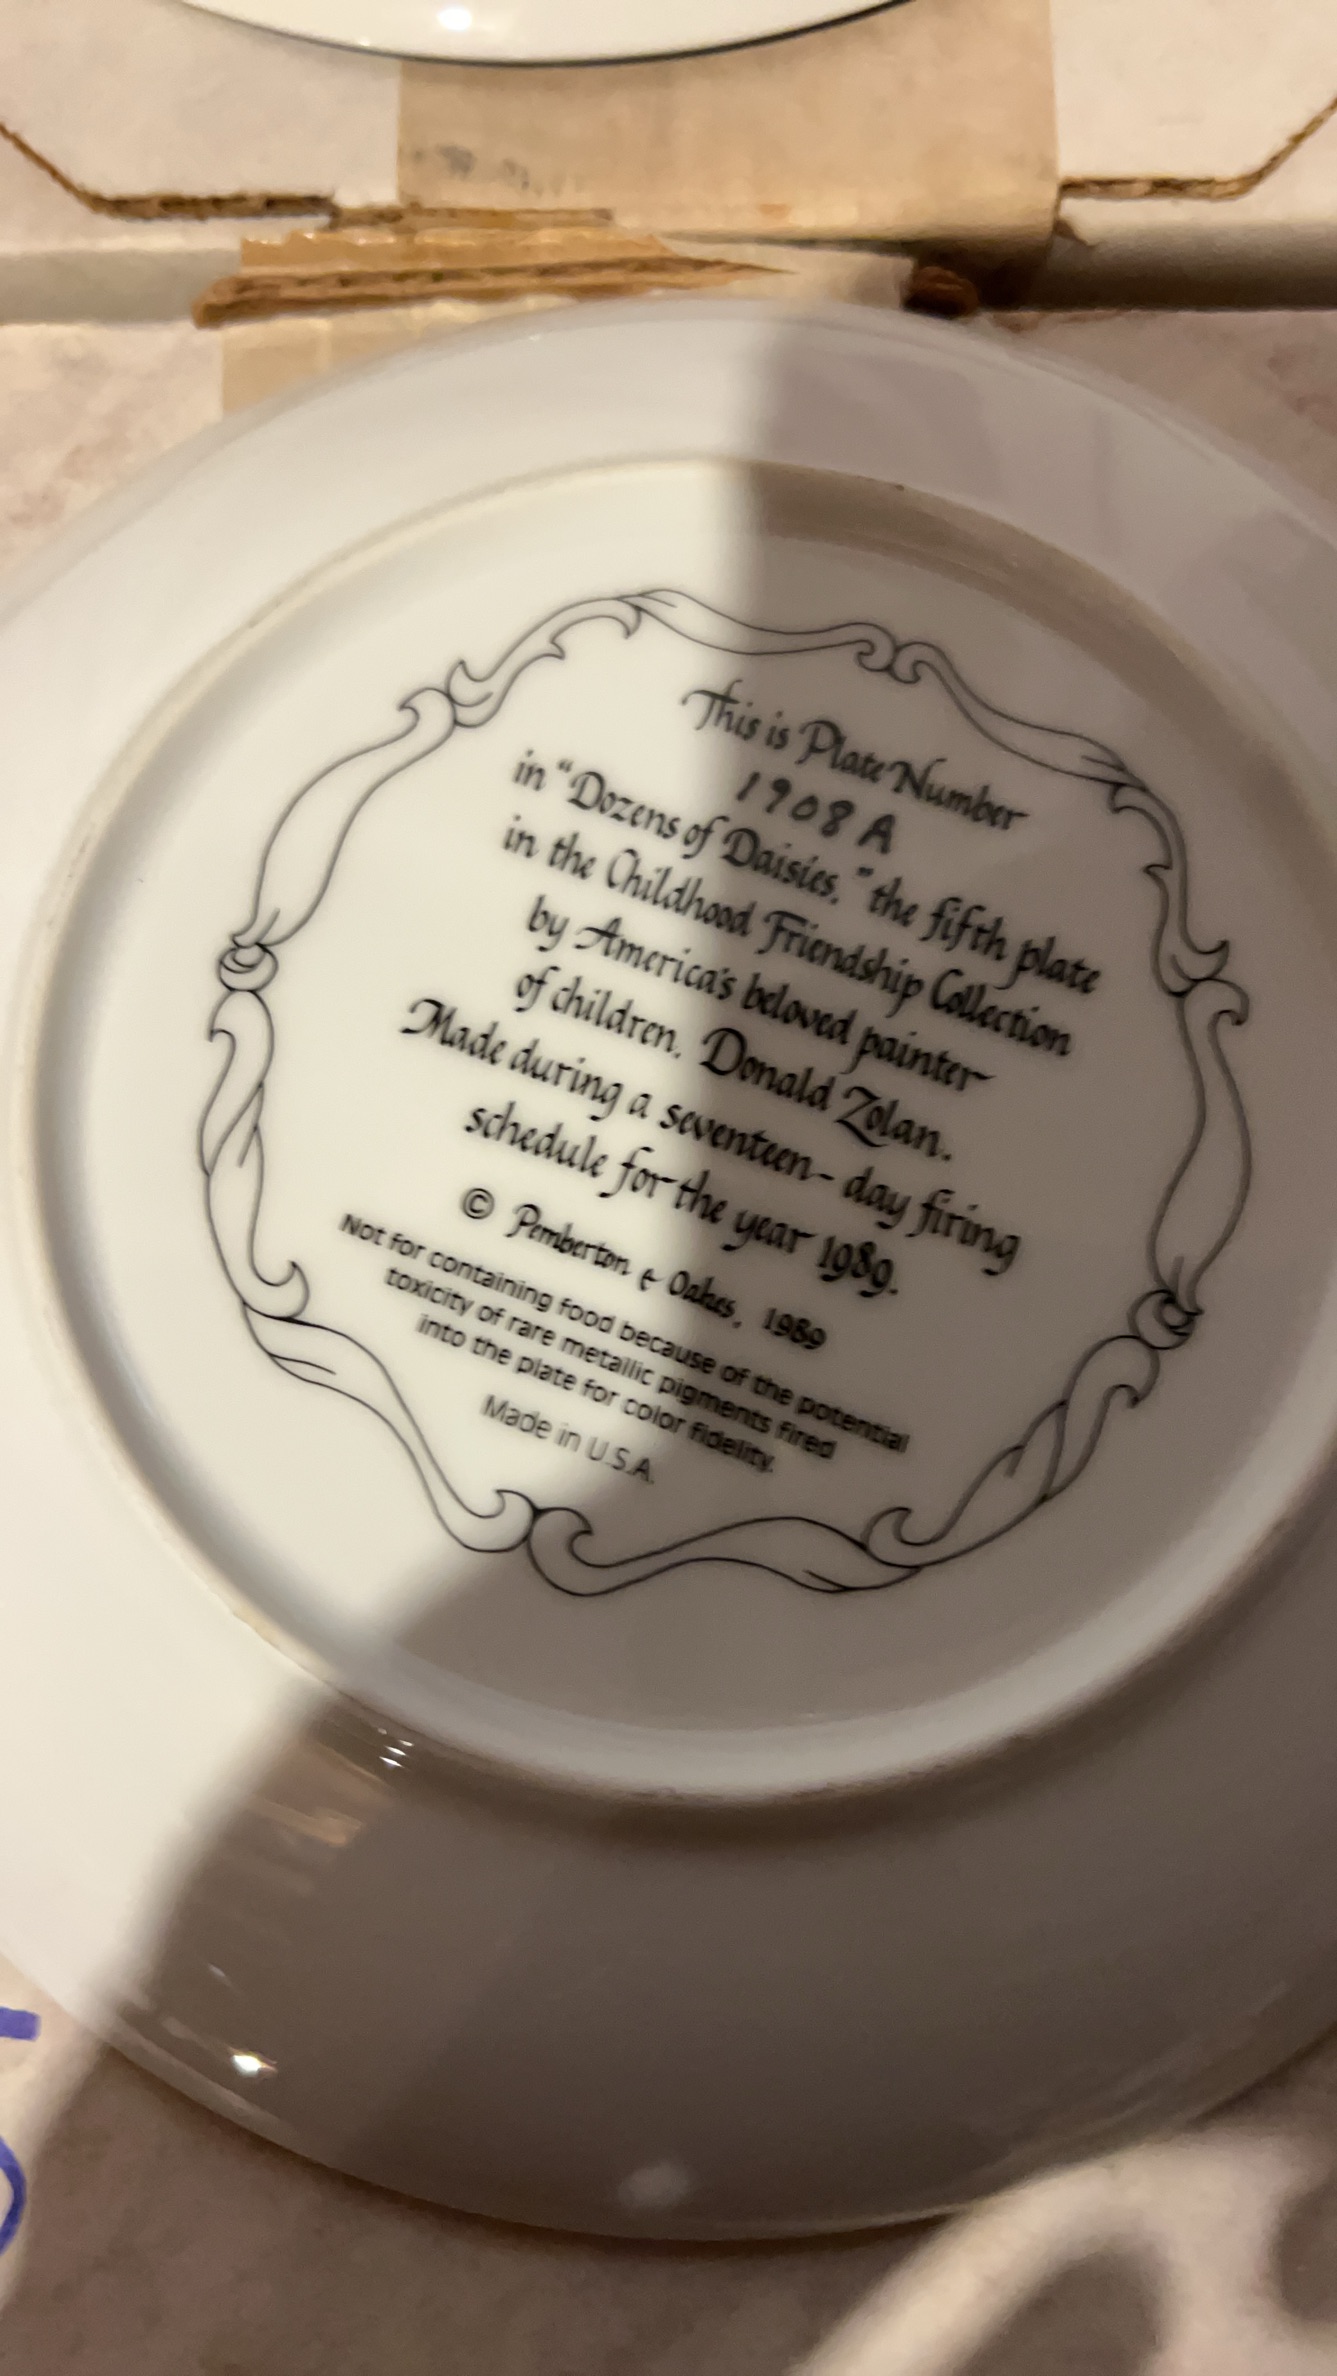 This is Plate Number
1908A
in "Dozens of Daisies," the fifth plate
in the Childhood Friendship Collection
by America's beloved painter
of children, Donald Zolan.
Made during a seventeen-day firing
schedule for the year 1989.
© Pemberton & Oakes, 1989
Not for containing food because of the potential
toxicity of rare metallic pigments fired
into the plate for color fidelity.
Made in U.S.A.